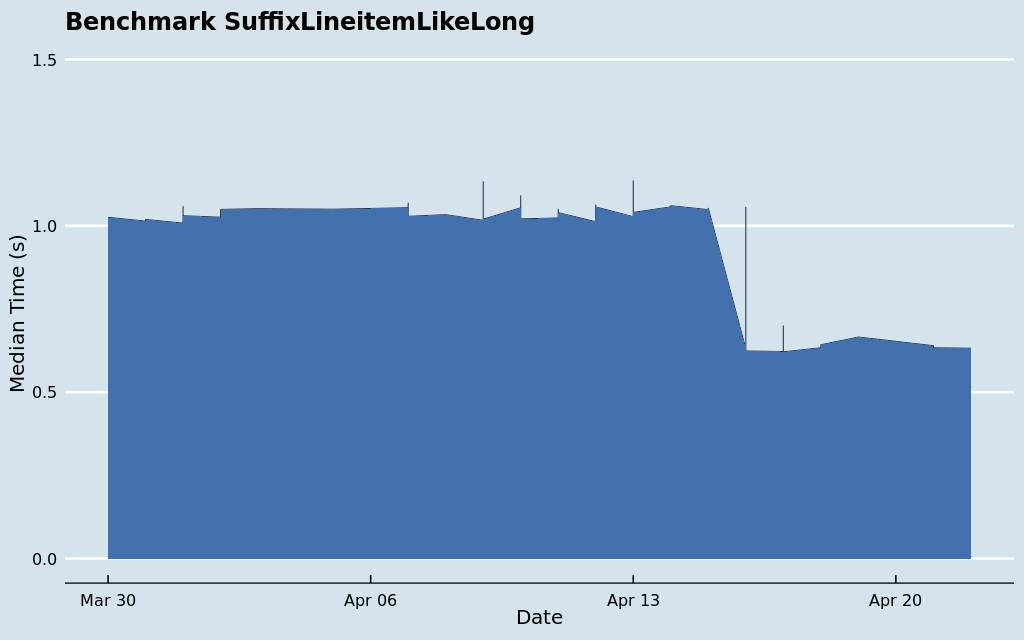 Benchmark SuffixLineitemLikeLong
1.5
1.0
0.5
0.0
Median Time (s)
Mar 30
Apr 06
Apr 13
Apr 20
Date